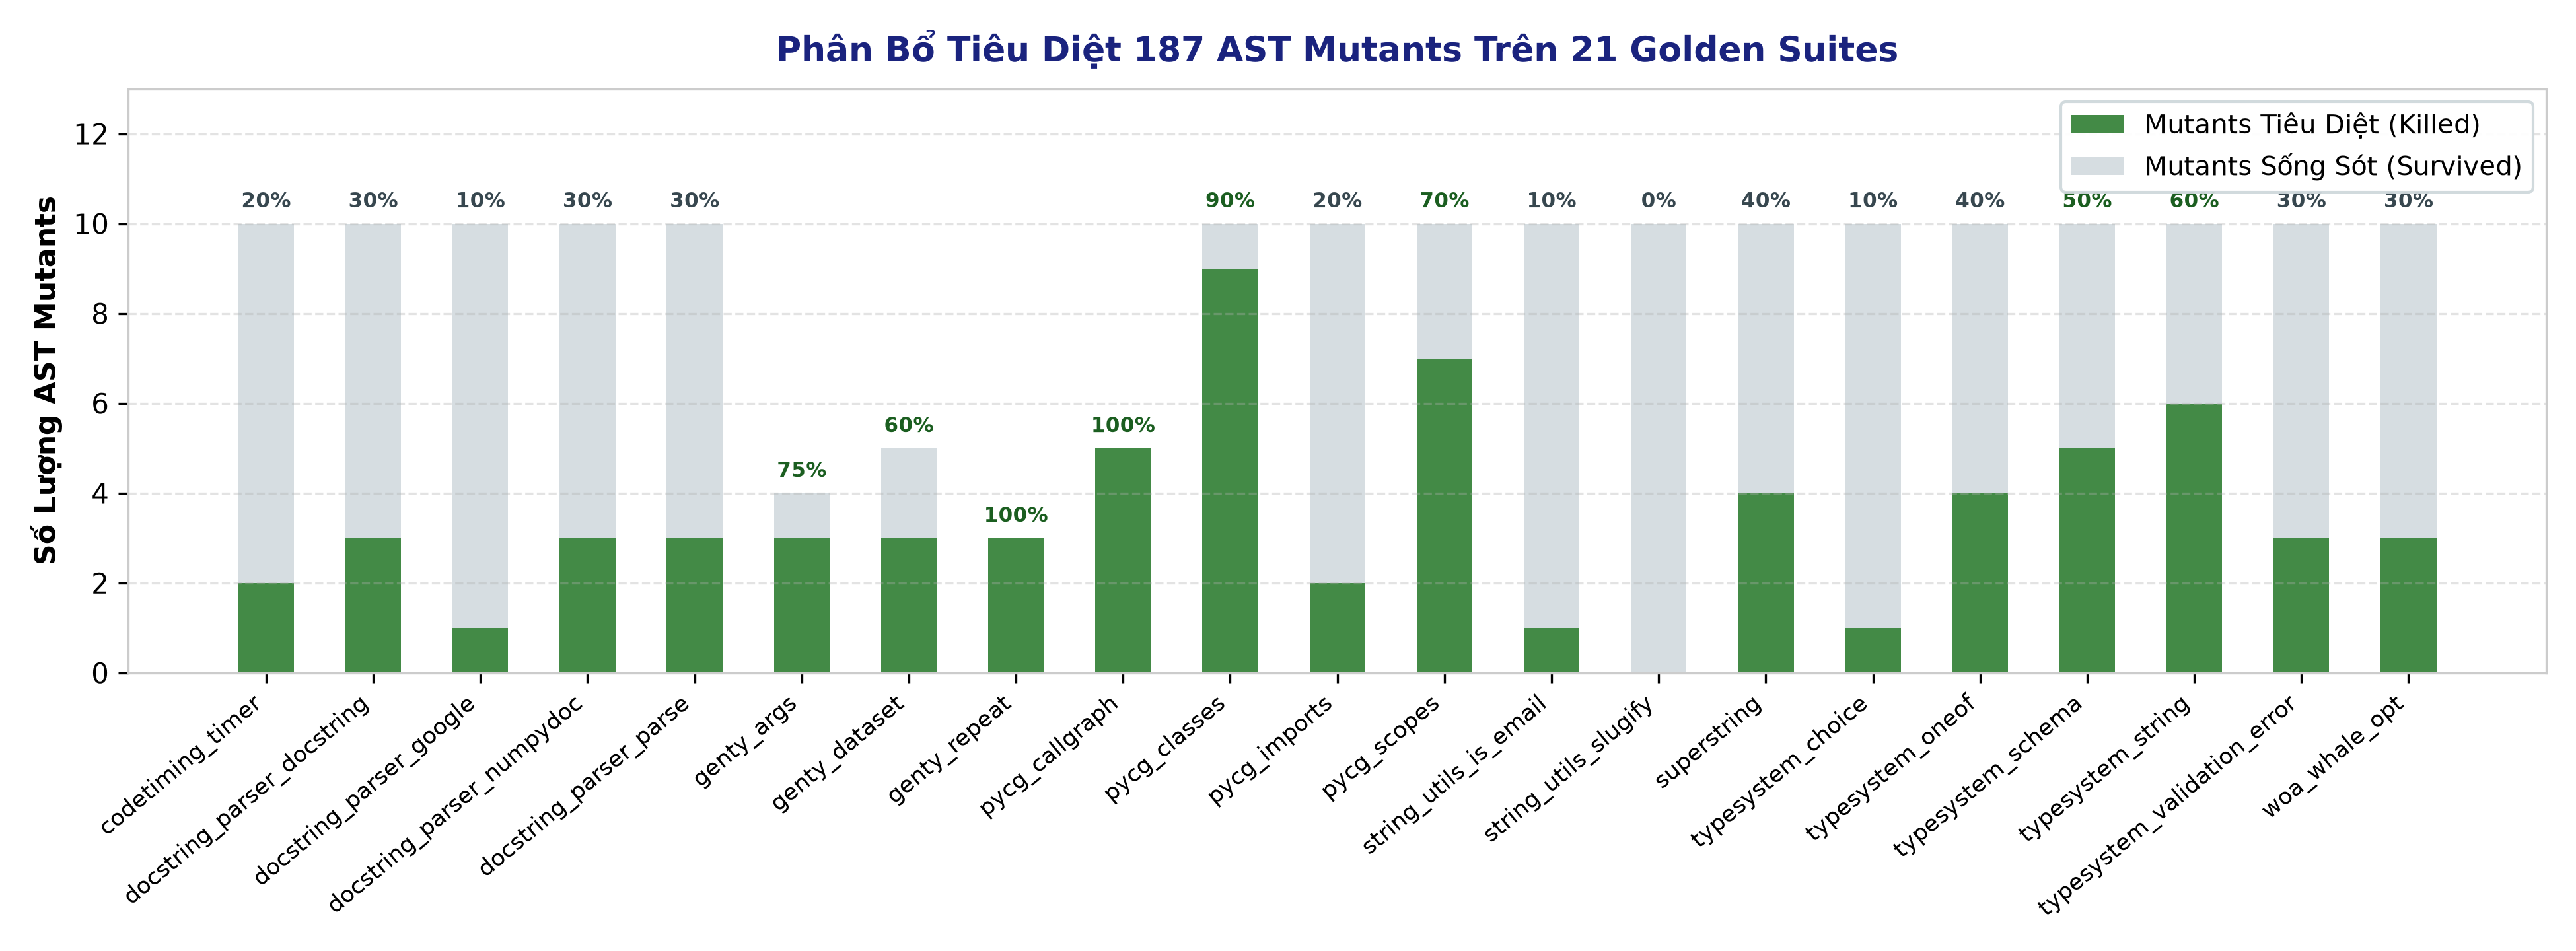 Phân Bổ Tiêu Diệt 187 AST Mutants Trên 21 Golden Suites
Số Lượng AST Mutants
12
10
8
6
4
2
0
Mutants Tiêu Diệt (Killed)
Mutants Sống Sót (Survived)
20%
30%
10%
30%
30%
75%
60%
100%
100%
90%
20%
70%
10%
0%
40%
10%
40%
50%
60%
30%
30%
codetiming_timer
docstring_parser_docstring
docstring_parser_google
docstring_parser_numpydoc
docstring_parser_parse
genty_args
genty_dataset
genty_repeat
pycg_callgraph
pycg_classes
pycg_imports
pycg_scopes
string_utils_is_email
string_utils_slugify
superstring
typesystem_choice
typesystem_oneof
typesystem_schema
typesystem_string
typesystem_validation_error
woa_whale_opt